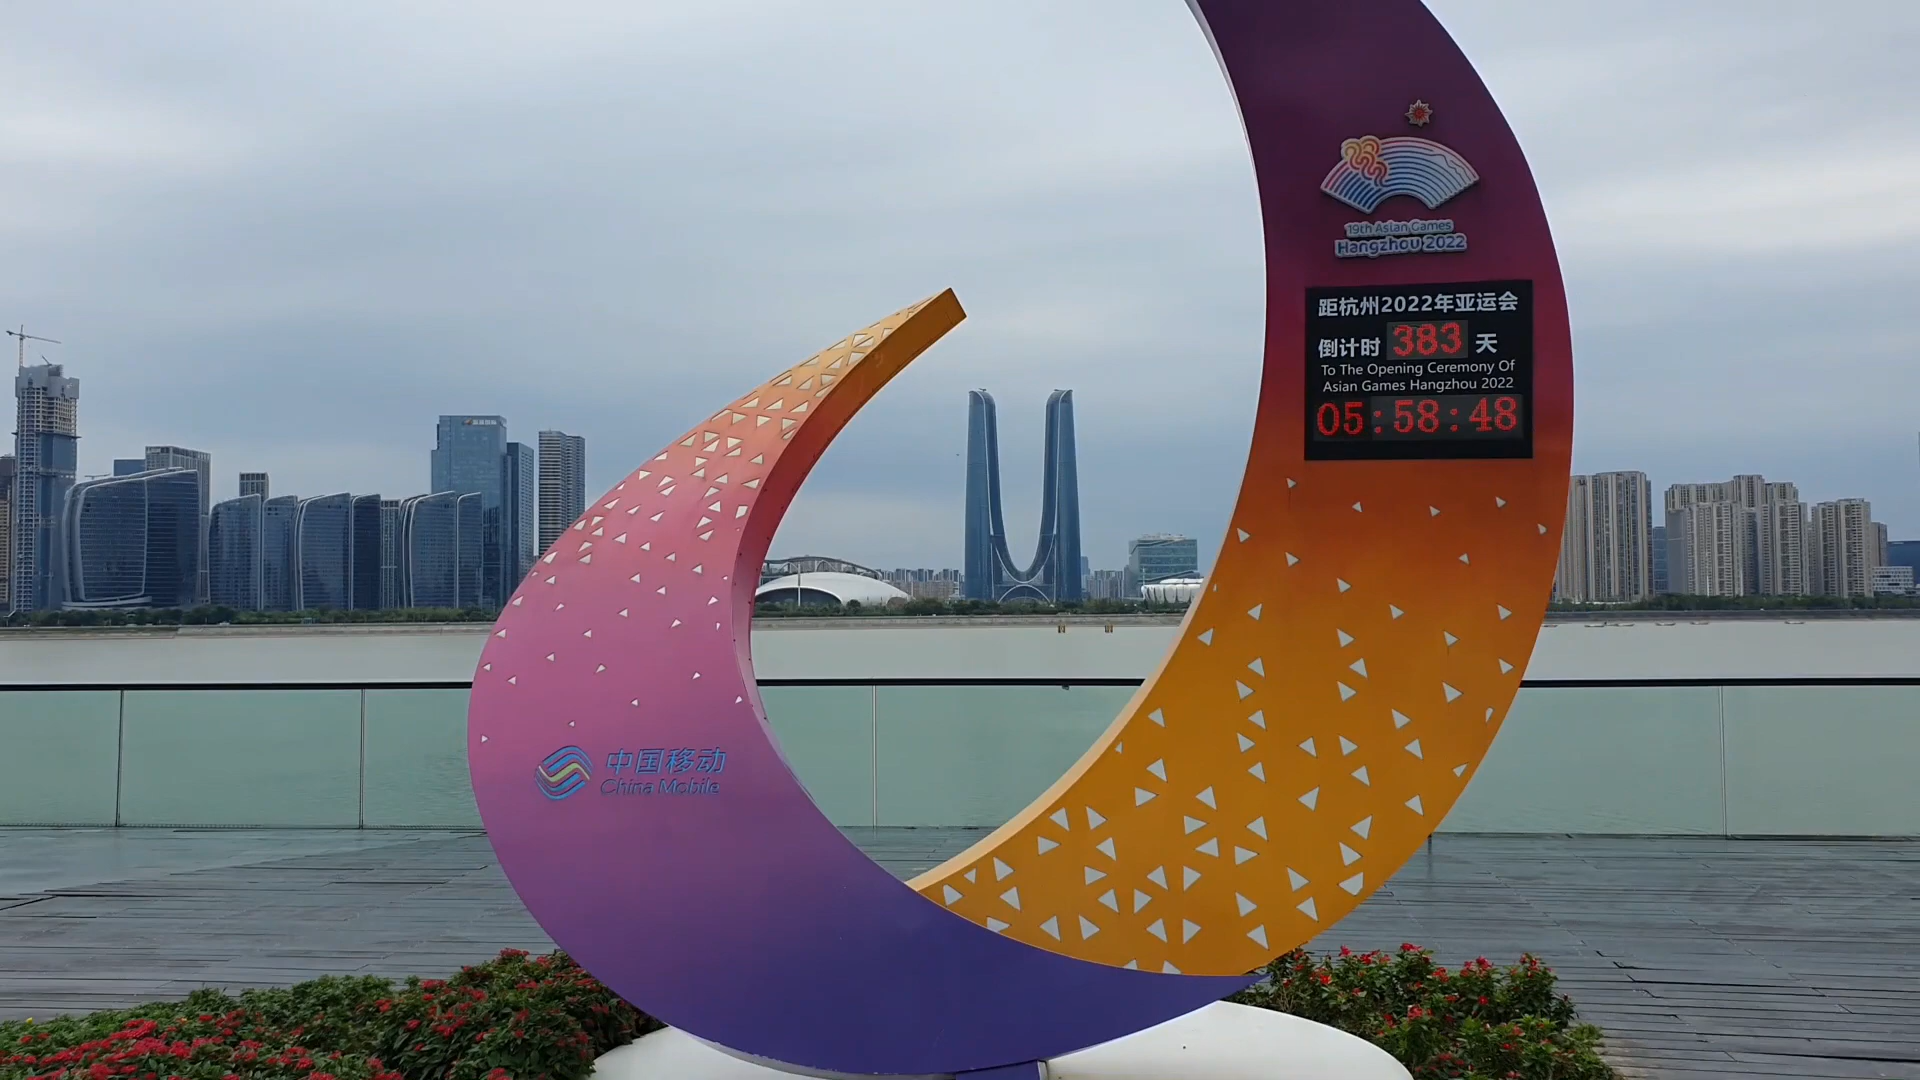 19th Asian Games
Hangzhou 2022
距杭州2022年亚运会
倒计时 383 天
To The Opening Ceremony Of
Asian Games Hangzhou 2022
05:58:48
中国移动
China Mobile